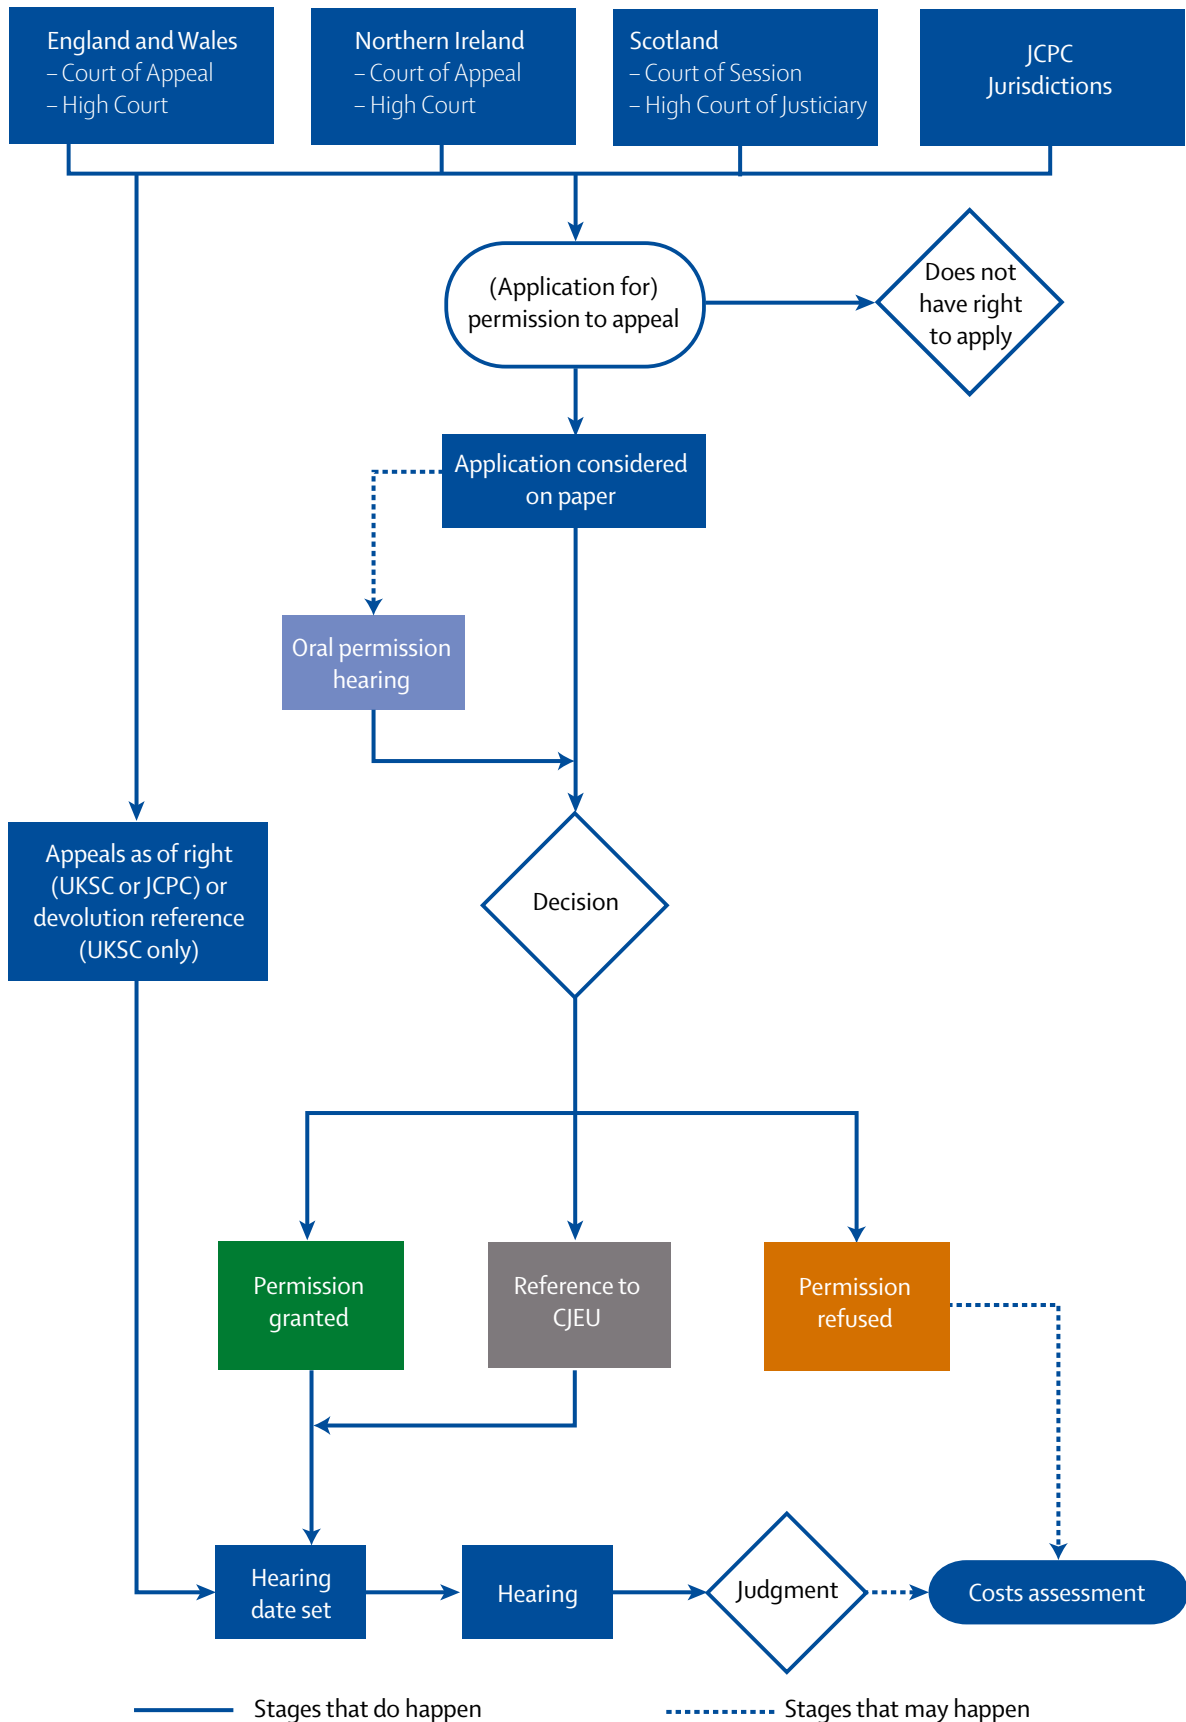 England and Wales
– Court of Appeal
– High Court
Northern Ireland
– Court of Appeal
– High Court
Scotland
– Court of Session
– High Court of Justiciary
JCPC
Jurisdictions
(Application for)
permission to appeal
Does not
have right
to apply
Application considered
on paper
Oral permission
hearing
Appeals as of right
(UKSC or JCPC) or
devolution reference
(UKSC only)
Decision
Permission
granted
Reference to
CJEU
Permission
refused
Hearing
date set
Hearing
Judgment
Costs assessment
Stages that do happen
Stages that may happen